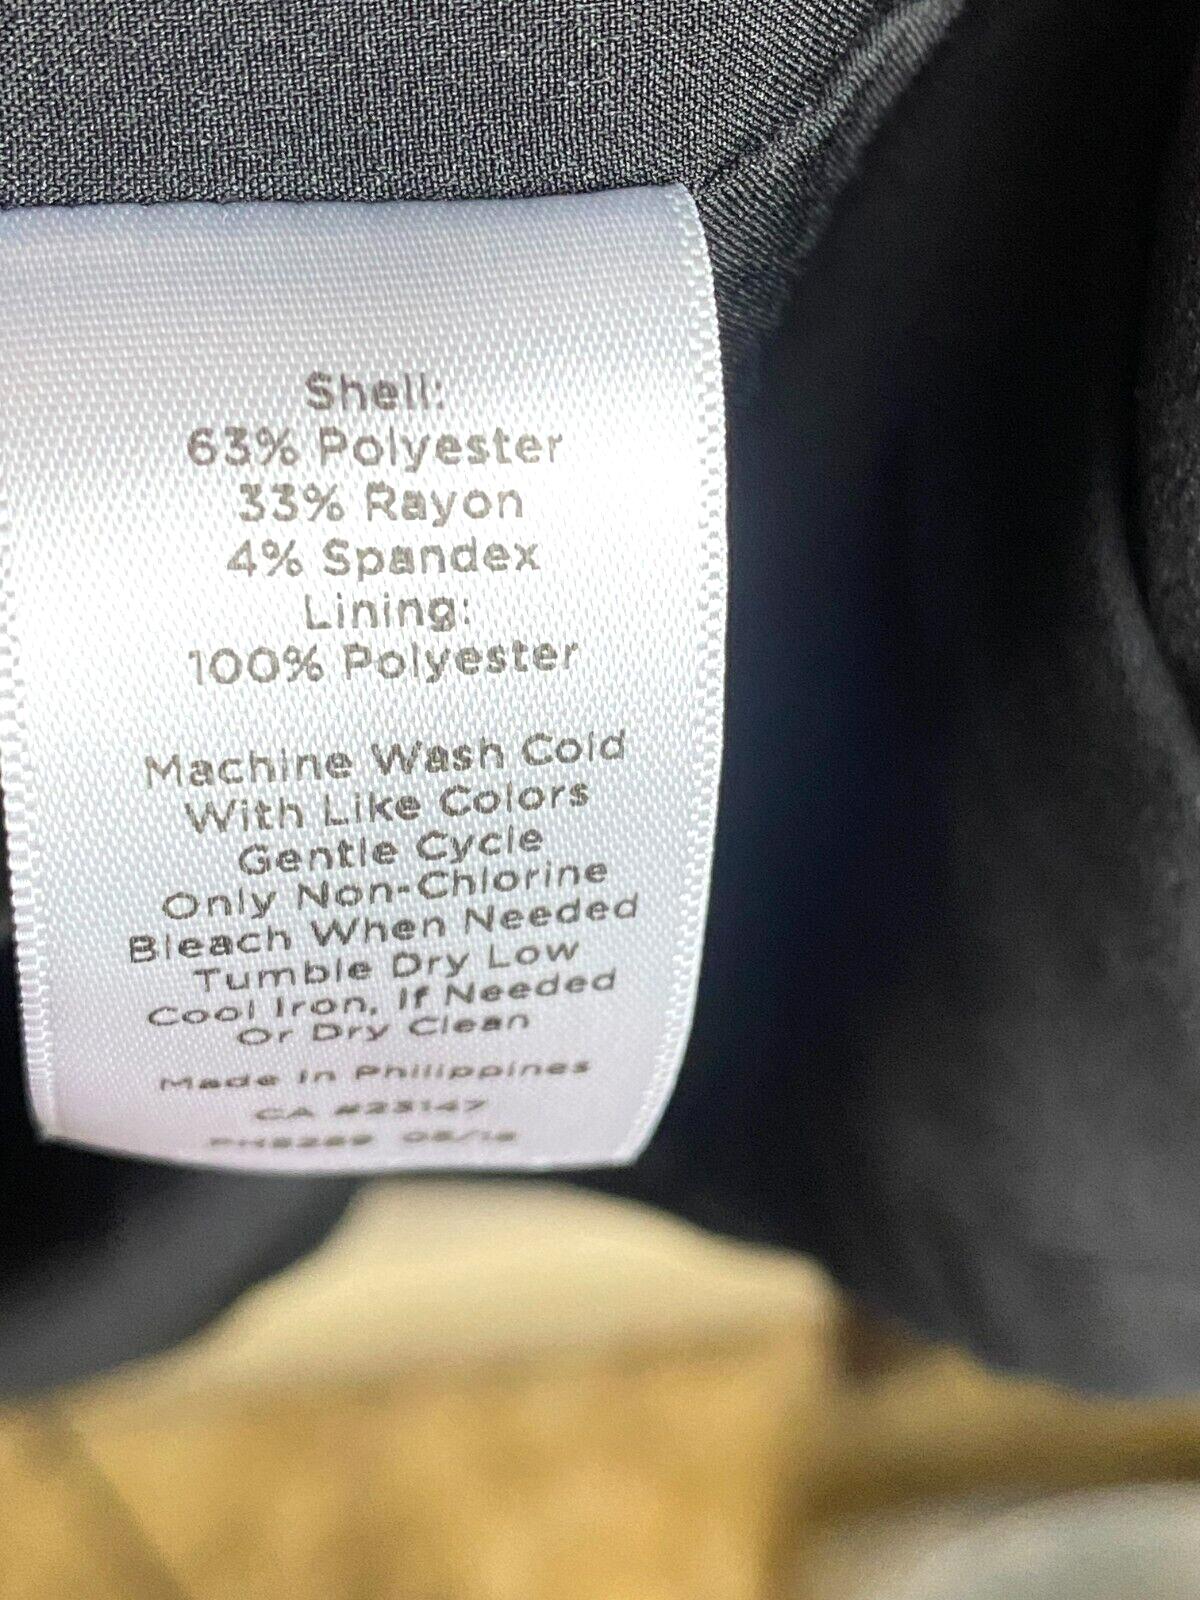 Shell:
63% Polyester
33% Rayon
4% Spandex
Lining:
100% Polyester
Machine Wash Cold
With Like Colors
Gentle Cycle
Only Non-Chlorine
Bleach When Needed
Tumble Dry Low
Cool Iron, If Needed
Or Dry Clean
Made In Philippines
CA #23147